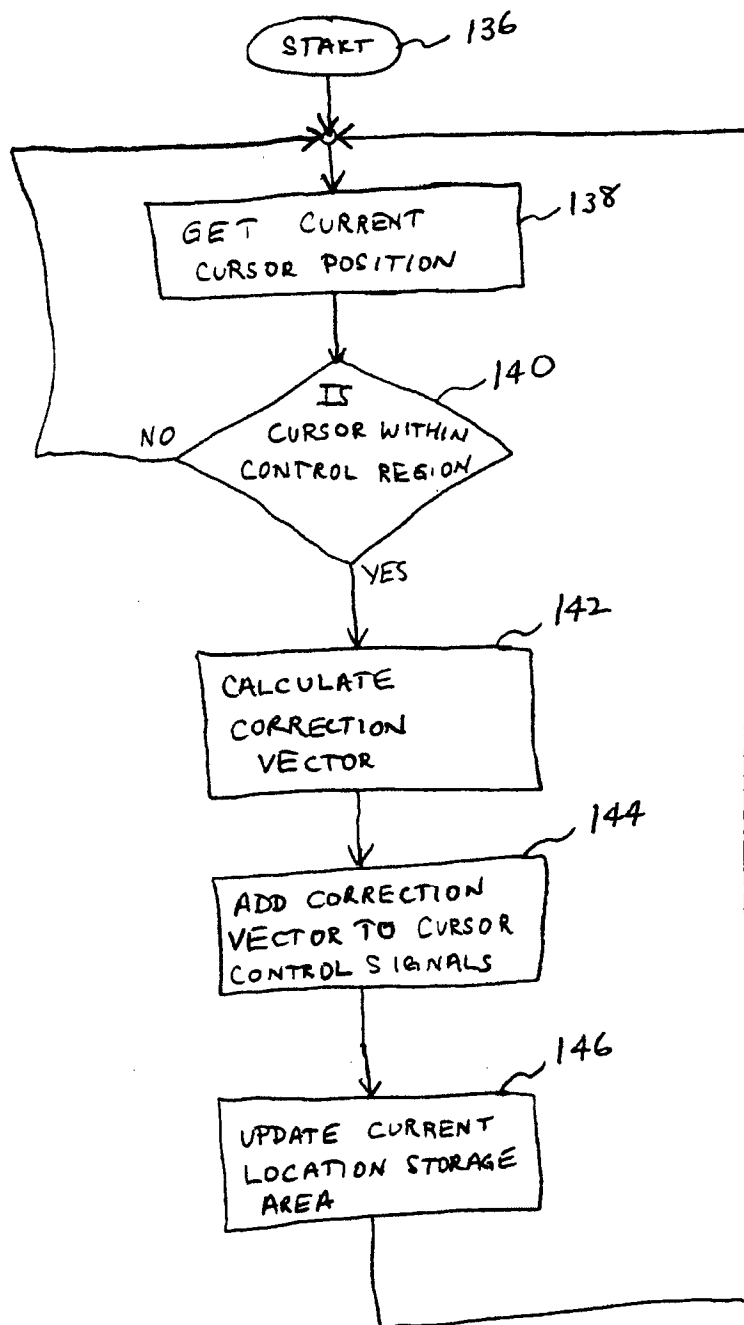 START
136
GET CURRENT
CURSOR POSITION
138
IS
CURSOR WITHIN
CONTROL REGION
140
NO
YES
CALCULATE
CORRECTION
VECTOR
142
ADD CORRECTION
VECTOR TO CURSOR
CONTROL SIGNALS
144
UPDATE CURRENT
LOCATION STORAGE
AREA
146